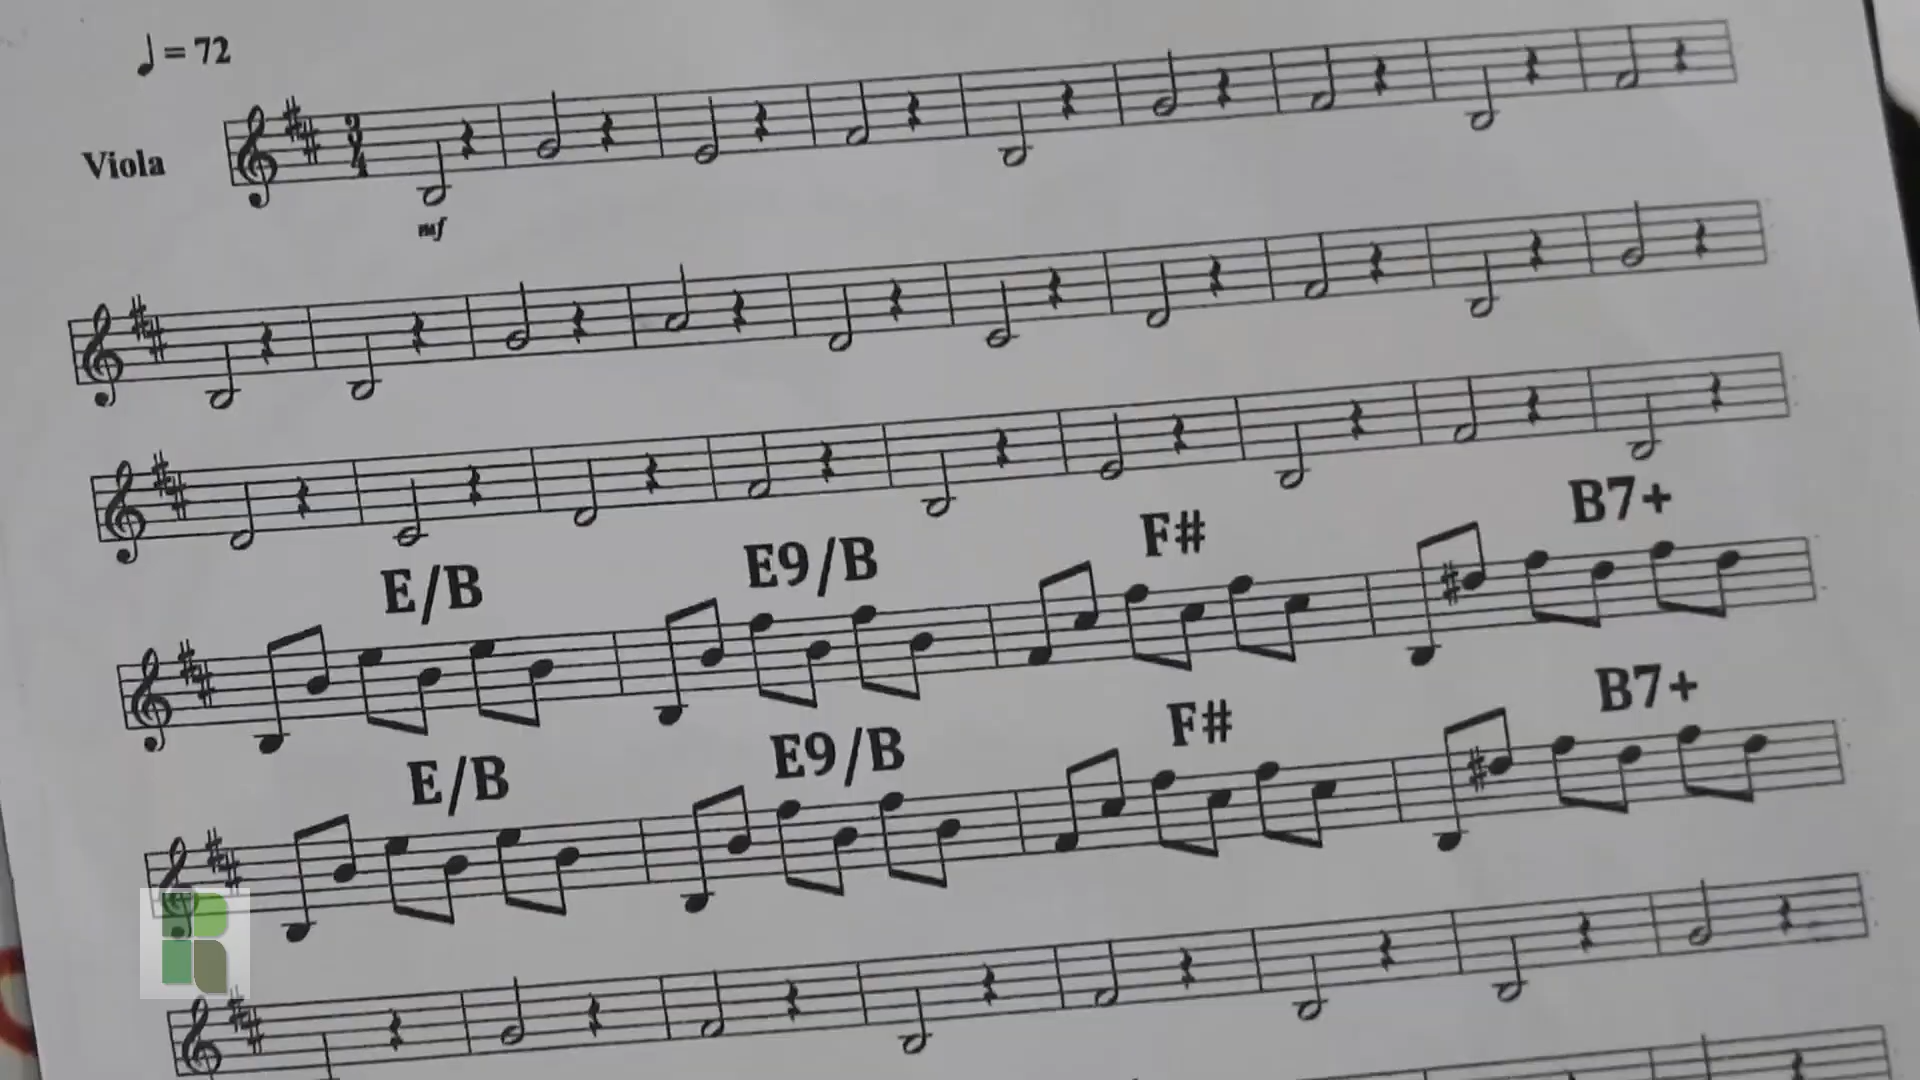 ♩ = 72
Viola
mf
E/B E9/B F# B7+
E/B E9/B F# B7+